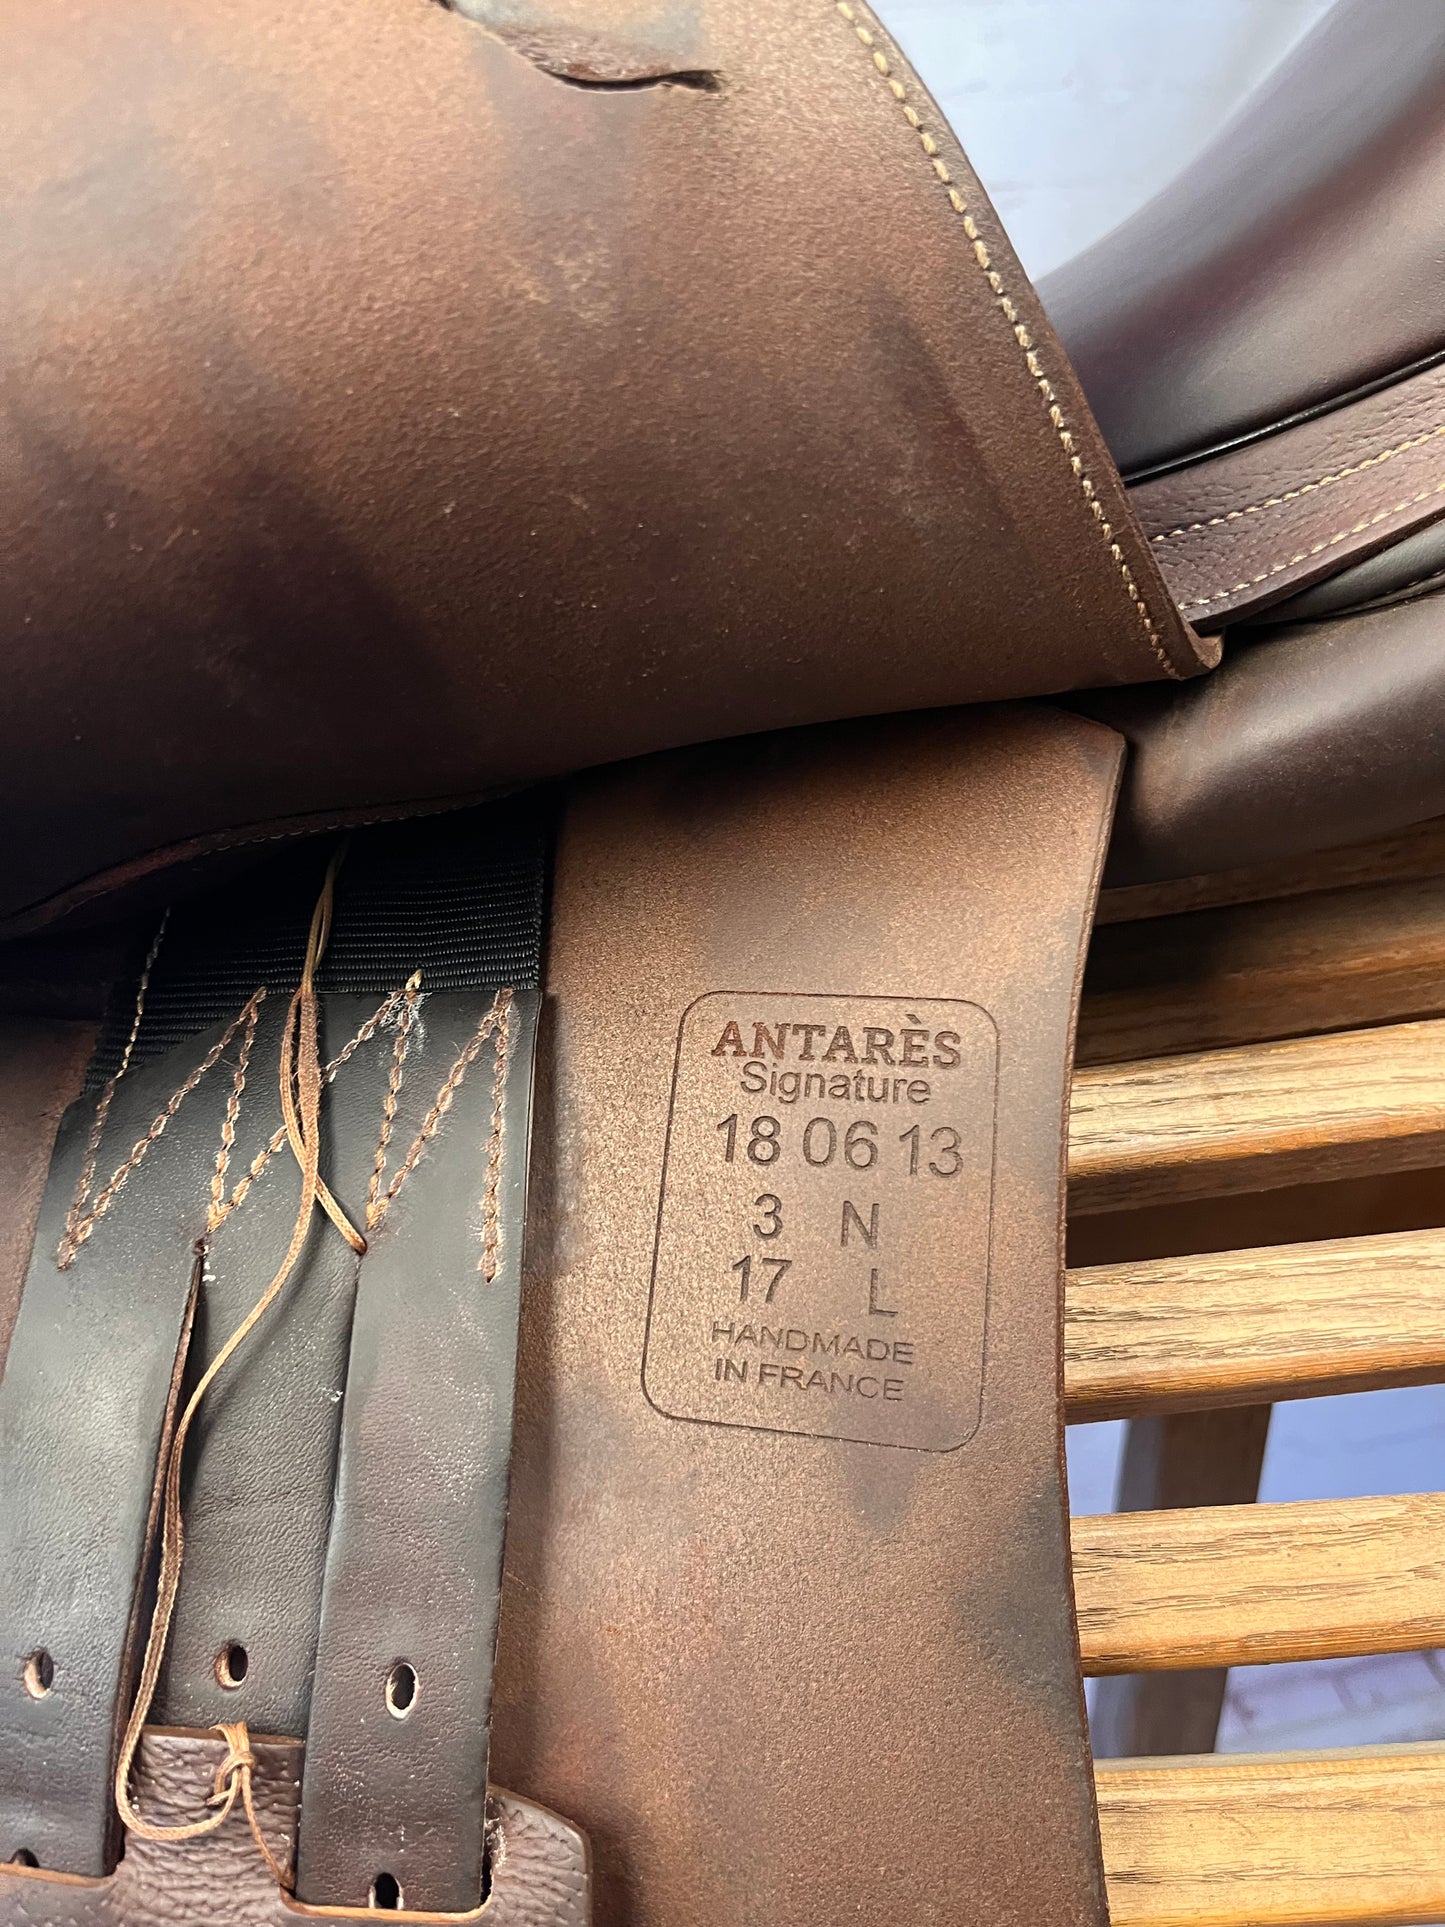 ANTARÈS
Signature
18 06 13
3 N
17 L
HANDMADE
IN FRANCE